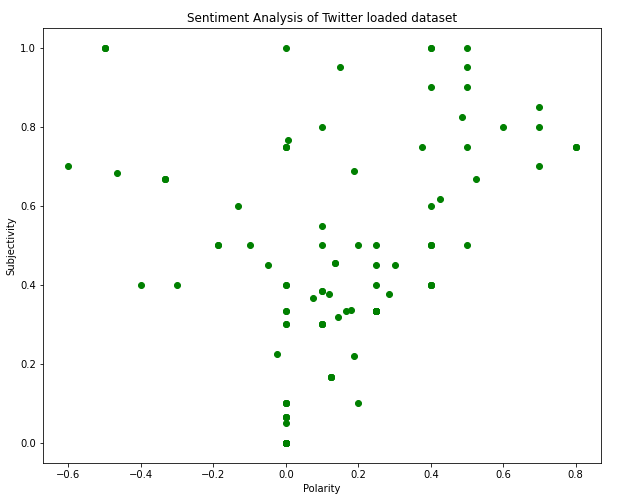 Sentiment Analysis of Twitter loaded dataset
1.0
0.8
0.6
0.4
0.2
0.0
Subjectivity
−0.6 −0.4 −0.2 0.0 0.2 0.4 0.6 0.8
Polarity